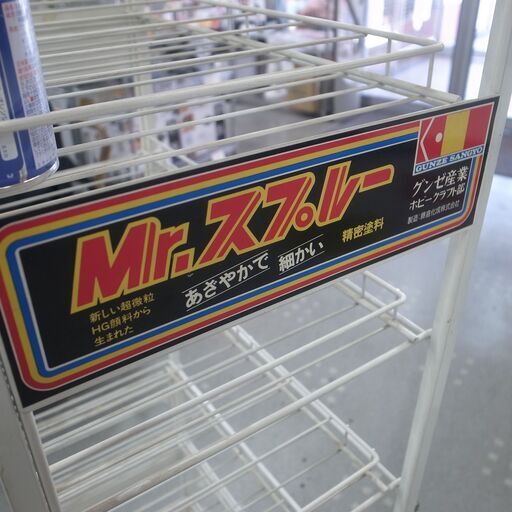 Mr.スプレー
新しい超微粒
HG顔料から
生まれた
あざやかで 細かい
精密塗料
GUNZE SANGYO
グンゼ産業
ホビークラフト部